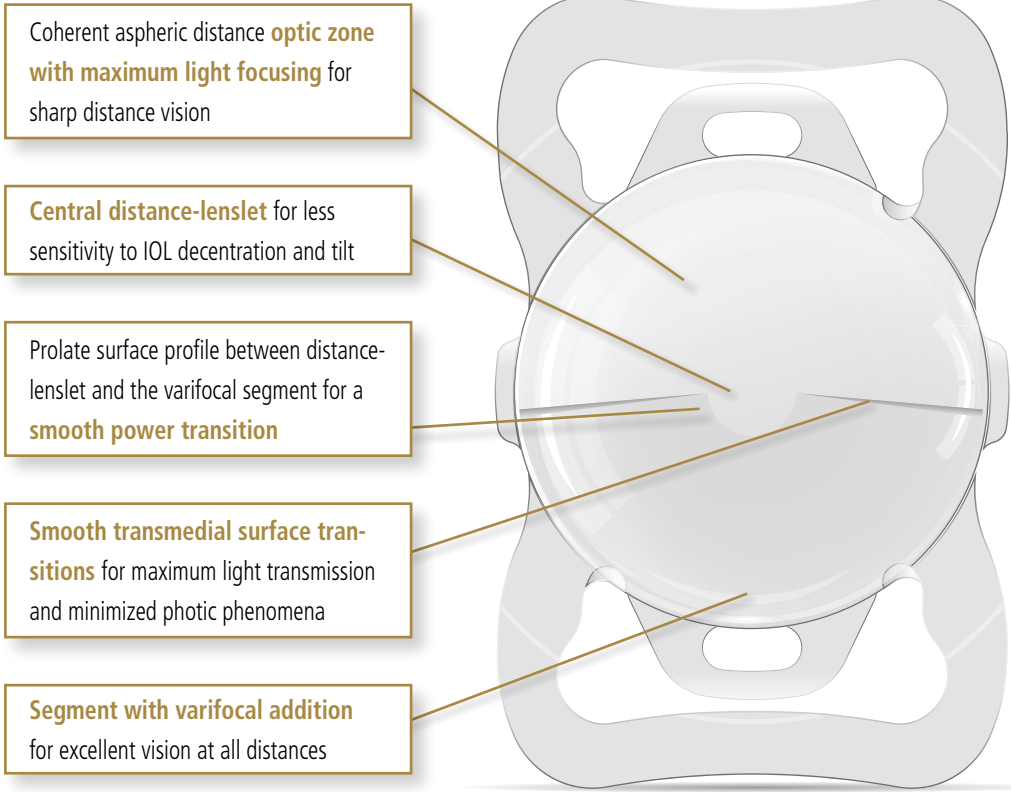 Coherent aspheric distance optic zone
with maximum light focusing for
sharp distance vision
Central distance-lenslet for less
sensitivity to IOL decentration and tilt
Prolate surface profile between distance-
lenslet and the varifocal segment for a
smooth power transition
Smooth transmedial surface tran-
sitions for maximum light transmission
and minimized photic phenomena
Segment with varifocal addition
for excellent vision at all distances